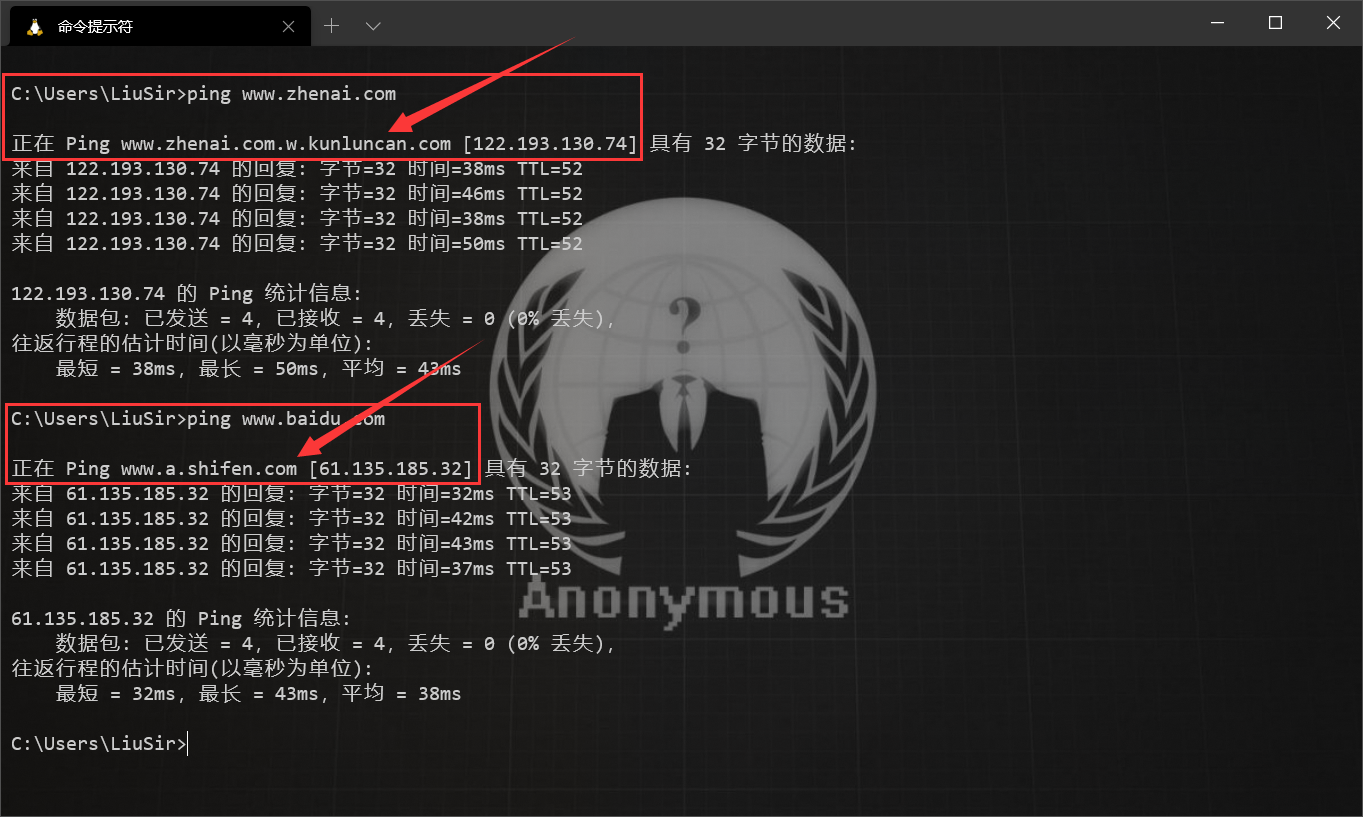 命令提示符
C:\Users\LiuSir>ping www.zhenai.com
正在 Ping www.zhenai.com.w.kunluncan.com [122.193.130.74] 具有 32 字节的数据:
来自 122.193.130.74 的回复: 字节=32 时间=38ms TTL=52
来自 122.193.130.74 的回复: 字节=32 时间=46ms TTL=52
来自 122.193.130.74 的回复: 字节=32 时间=38ms TTL=52
来自 122.193.130.74 的回复: 字节=32 时间=50ms TTL=52
122.193.130.74 的 Ping 统计信息:
数据包: 已发送 = 4, 已接收 = 4, 丢失 = 0 (0% 丢失),
往返行程的估计时间(以毫秒为单位):
最短 = 38ms, 最长 = 50ms, 平均 = 43ms
C:\Users\LiuSir>ping www.baidu.com
正在 Ping www.a.shifen.com [61.135.185.32] 具有 32 字节的数据:
来自 61.135.185.32 的回复: 字节=32 时间=32ms TTL=53
来自 61.135.185.32 的回复: 字节=32 时间=42ms TTL=53
来自 61.135.185.32 的回复: 字节=32 时间=43ms TTL=53
来自 61.135.185.32 的回复: 字节=32 时间=37ms TTL=53
Anonymous
61.135.185.32 的 Ping 统计信息:
数据包: 已发送 = 4, 已接收 = 4, 丢失 = 0 (0% 丢失),
往返行程的估计时间(以毫秒为单位):
最短 = 32ms, 最长 = 43ms, 平均 = 38ms
C:\Users\LiuSir>